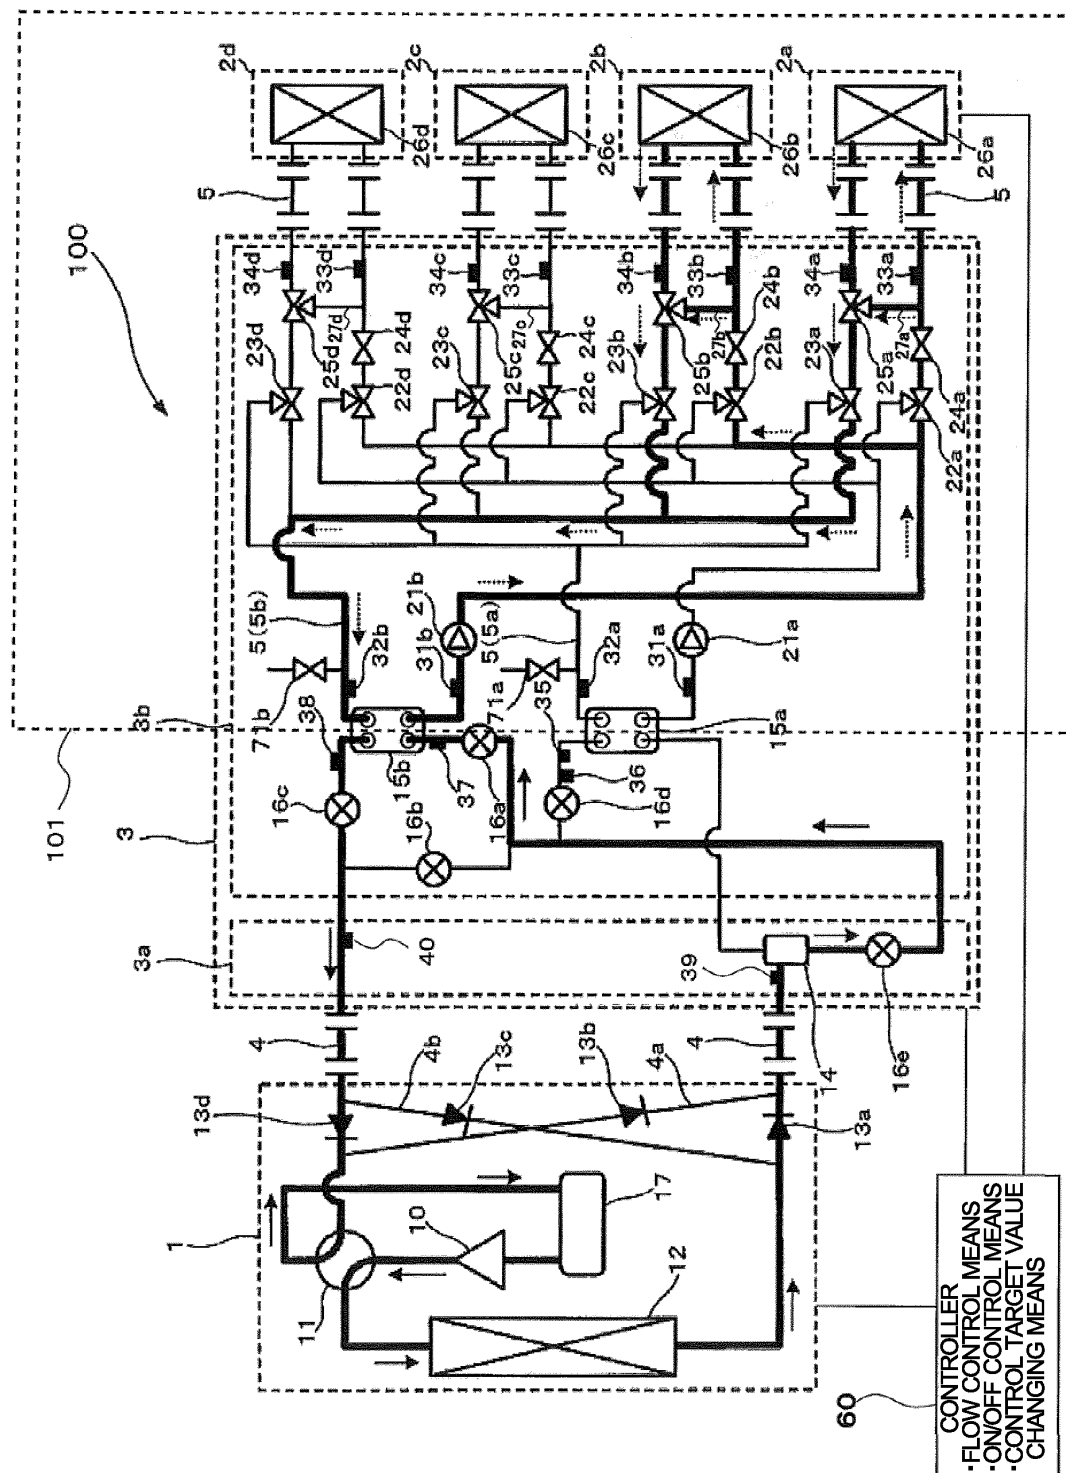 100
101
3
3b
3a
1
2d
2c
2b
2a
26d
26c
26b
26a
5
5
34d
33d
34c
33c
34b
33b
34a
33a
23d
25d
27d
24d
22d
23c
25c
27c
24c
22c
23b
25b
27b
24b
22b
23a
25a
27a
24a
22a
5(5b)
32b
21b
31b
71b
38
5(5a)
32a
31a
21a
71a
35
36
15b
15a
37
16c
16b
16a
16d
40
39
14
16e
4
4
4b
13c
13b
4a
13d
13a
11
10
17
12
60
CONTROLLER
·FLOW CONTROL MEANS
·ON/OFF CONTROL MEANS
·CONTROL TARGET VALUE
CHANGING MEANS